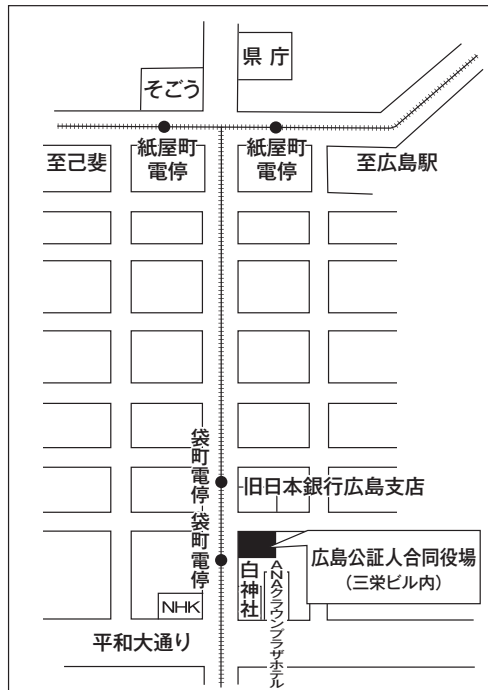 県庁
そごう
紙屋町
電停
紙屋町
電停
至己斐
至広島駅
袋町電停
旧日本銀行広島支店
袋町電停
広島公証人合同役場
(三栄ビル内)
白神社
ANAクラウンプラザホテル
NHK
平和大通り